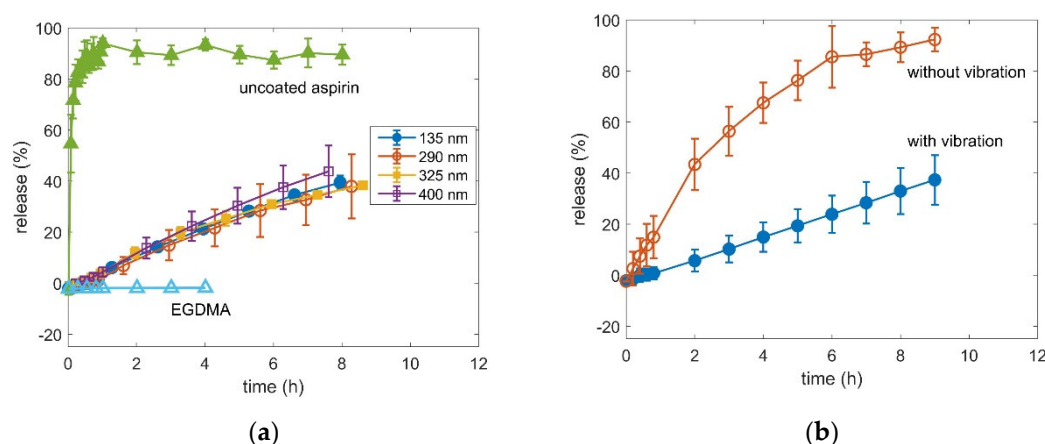 100
80
60
40
20
0
-20
release (%)
uncoated aspirin
135 nm
290 nm
325 nm
400 nm
EGDMA
0 2 4 6 8 10 12
time (h)
(a)
100
80
60
40
20
0
-20
release (%)
without vibration
with vibration
0 2 4 6 8 10 12
time (h)
(b)